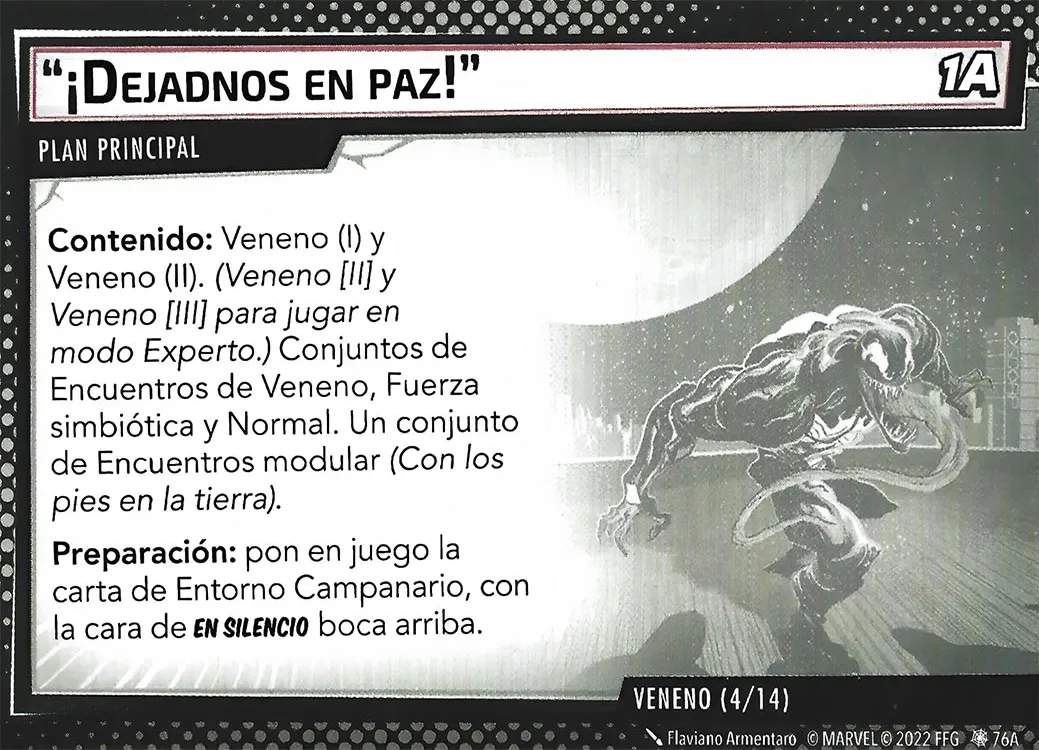 “¡DEJADNOS EN PAZ!”
1A
PLAN PRINCIPAL
Contenido: Veneno (I) y
Veneno (II). (Veneno [II] y
Veneno [III] para jugar en
modo Experto.) Conjuntos de
Encuentros de Veneno, Fuerza
simbiótica y Normal. Un conjunto
de Encuentros modular (Con los
pies en la tierra).
Preparación: pon en juego la
carta de Entorno Campanario, con
la cara de EN SILENCIO boca arriba.
OSCORP
VENENO (4/14)
Flaviano Armentaro © MARVEL © 2022 FFG 76A